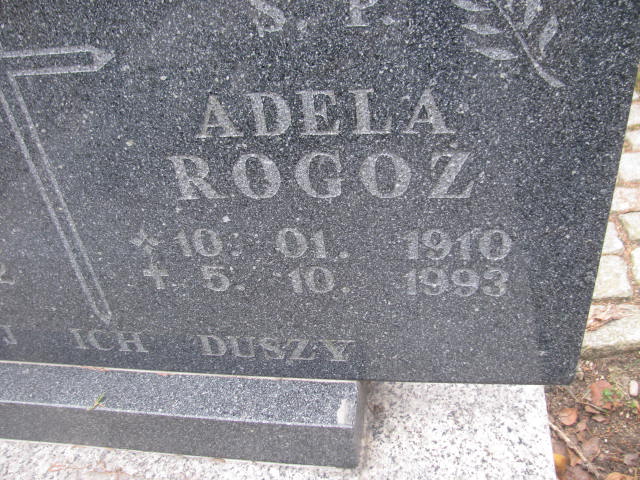 S. P.
ADELA
ROGOZ
10. 01. 1910
5. 10. 1993
ICH DUSZY